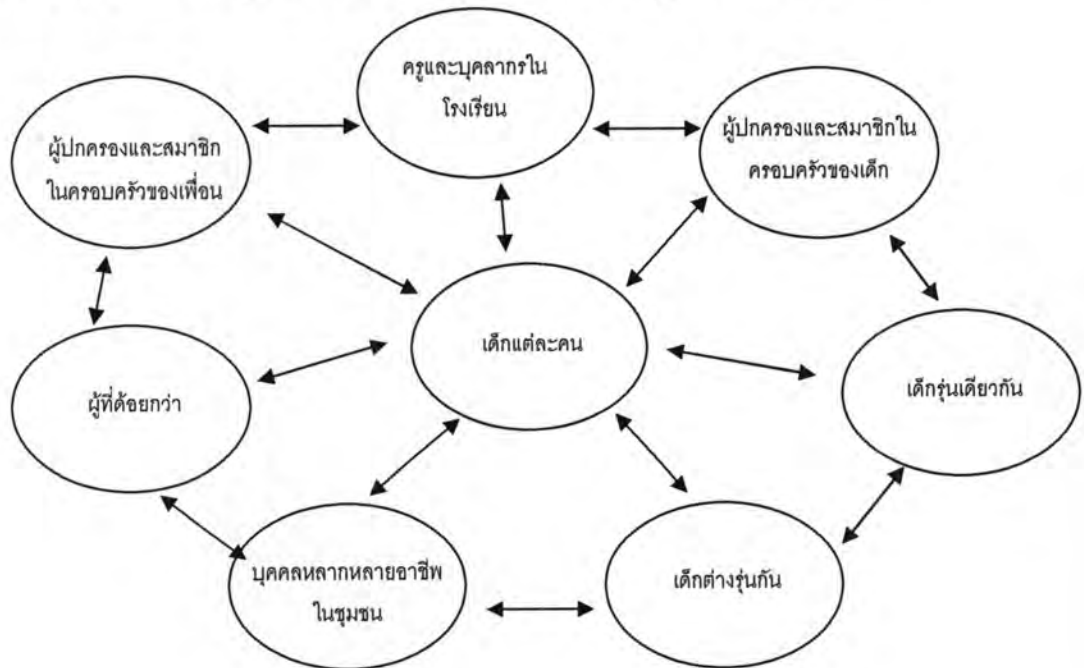 ครูและบุคลากรใน
โรงเรียน
ผู้ปกครองและสมาชิก
ในครอบครัวของเพื่อน
ผู้ปกครองและสมาชิกใน
ครอบครัวของเด็ก
เด็กแต่ละคน
ผู้ที่ด้อยกว่า
เด็กรุ่นเดียวกัน
บุคคลหลากหลายอาชีพ
ในชุมชน
เด็กต่างรุ่นกัน